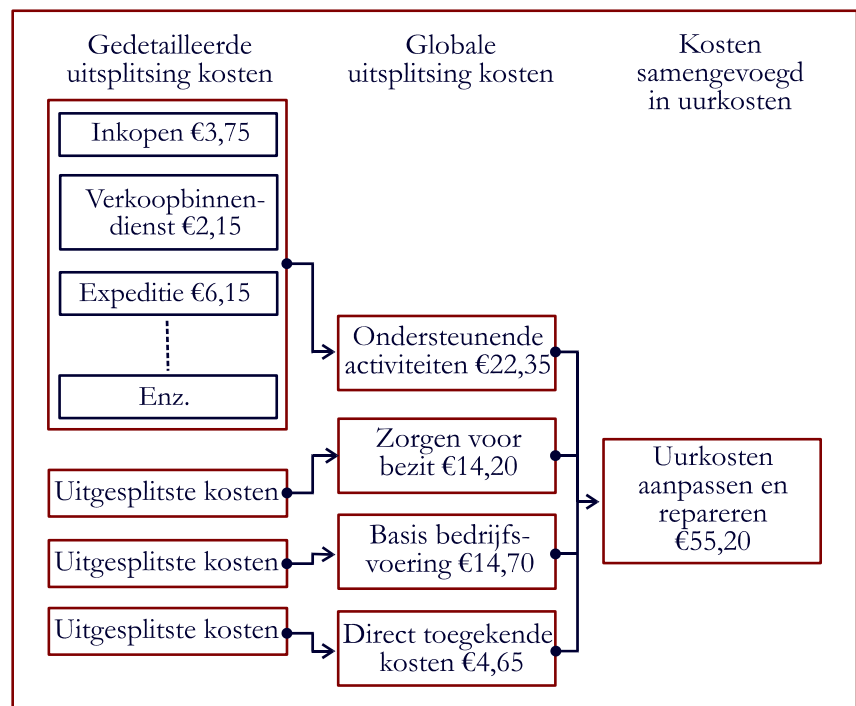 Gedetailleerde
uitsplitsing kosten
Globale
uitsplitsing kosten
Kosten
samengevoegd
in uurkosten
Inkopen €3,75
Verkoopbinnen-
dienst €2,15
Expeditie €6,15
Enz.
Uitgesplitste kosten
Uitgesplitste kosten
Uitgesplitste kosten
Ondersteunende
activiteiten €22,35
Zorgen voor
bezit €14,20
Basis bedrijfs-
voering €14,70
Direct toegekende
kosten €4,65
Uurkosten
aanpassen en
repareren
€55,20